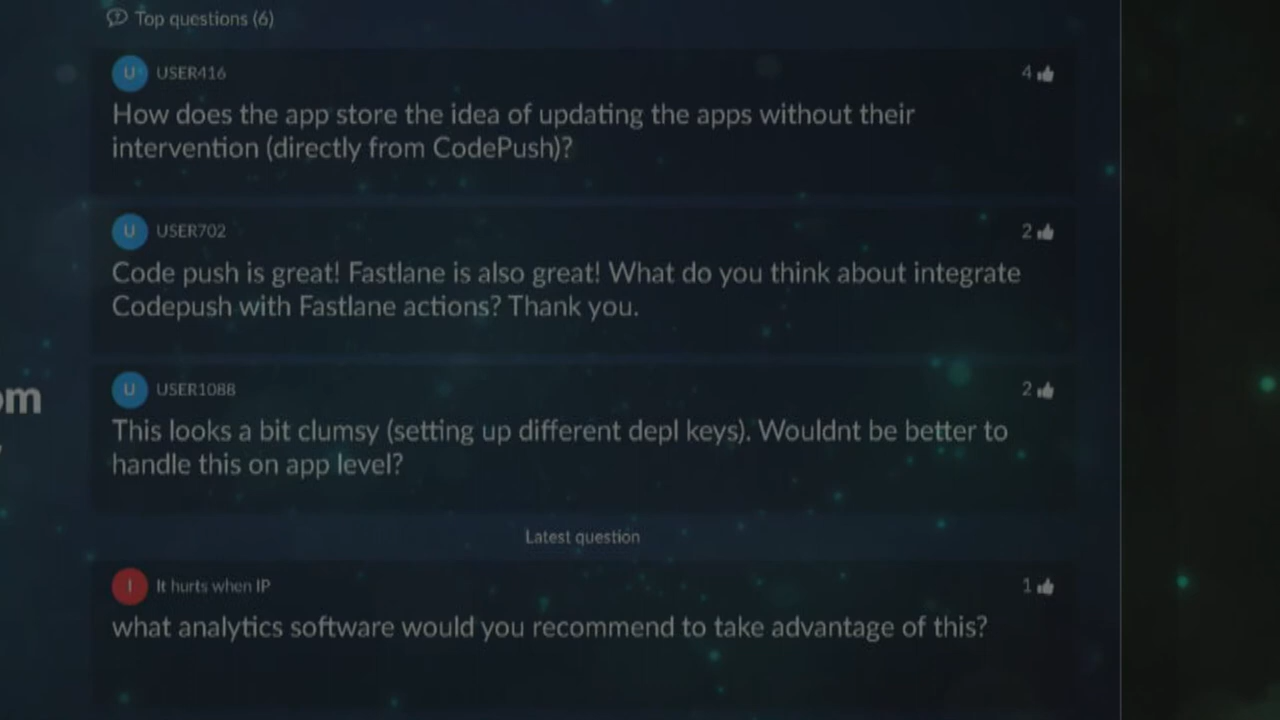 Top questions (6)
U USER416 4
How does the app store the idea of updating the apps without their
intervention (directly from CodePush)?
U USER702 2
Code push is great! Fastlane is also great! What do you think about integrate
Codepush with Fastlane actions? Thank you.
om
U USER1088 2
This looks a bit clumsy (setting up different depl keys). Wouldnt be better to
handle this on app level?
Latest question
I It hurts when IP 1
what analytics software would you recommend to take advantage of this?